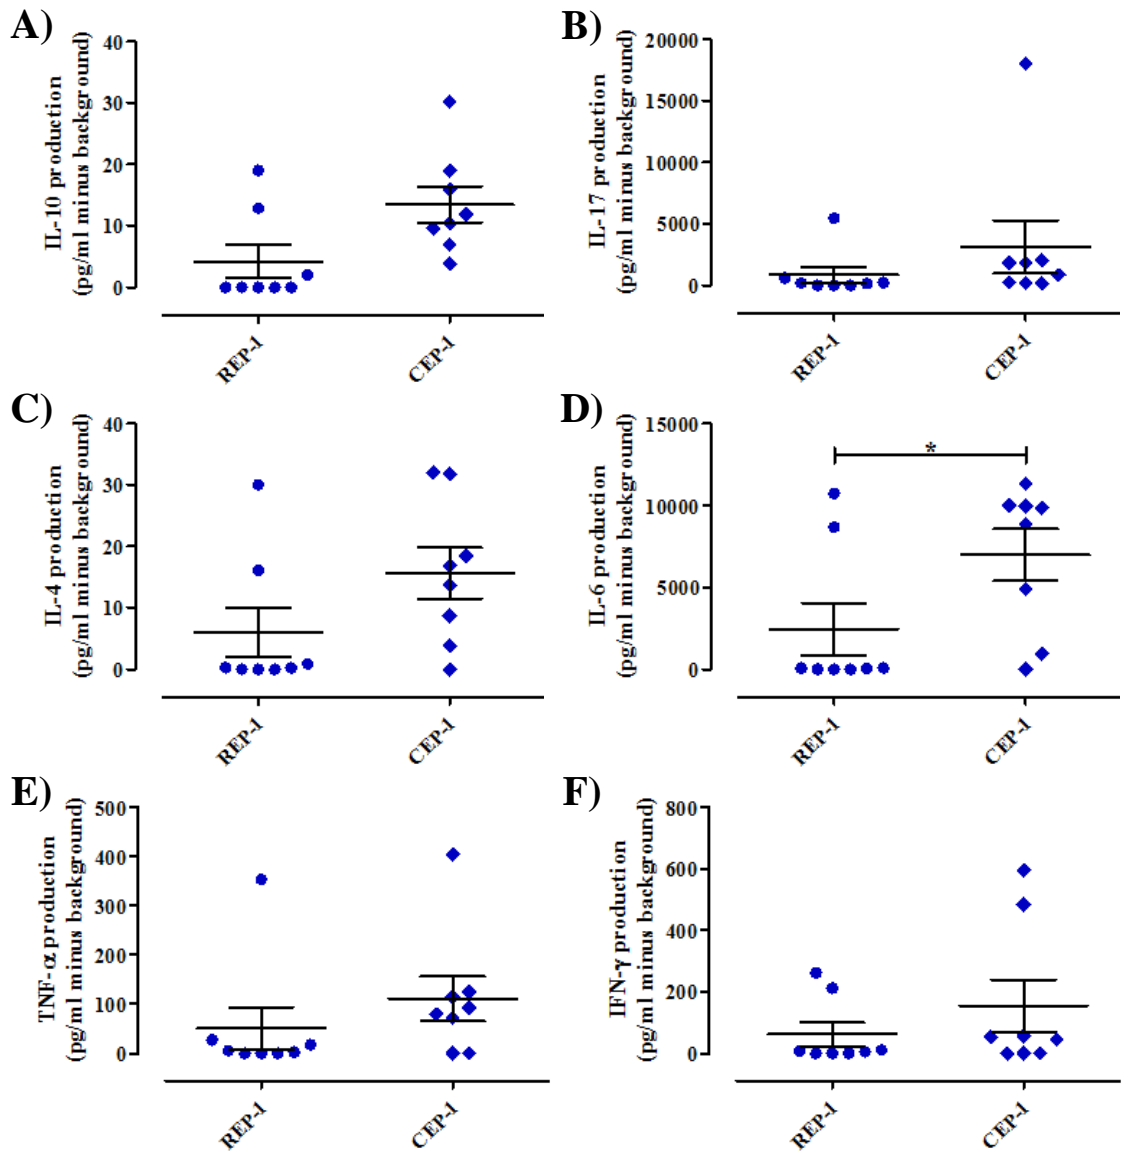 A)
IL-10 production
(pg/ml minus background)
40
30
20
10
0
REP-1
CEP-1
B)
IL-17 production
(pg/ml minus background)
20000
15000
10000
5000
0
REP-1
CEP-1
C)
IL-4 production
(pg/ml minus background)
40
30
20
10
0
REP-1
CEP-1
D)
IL-6 production
(pg/ml minus background)
15000
10000
5000
0
*
REP-1
CEP-1
E)
TNF-α production
(pg/ml minus background)
500
400
300
200
100
0
REP-1
CEP-1
F)
IFN-γ production
(pg/ml minus background)
800
600
400
200
0
REP-1
CEP-1